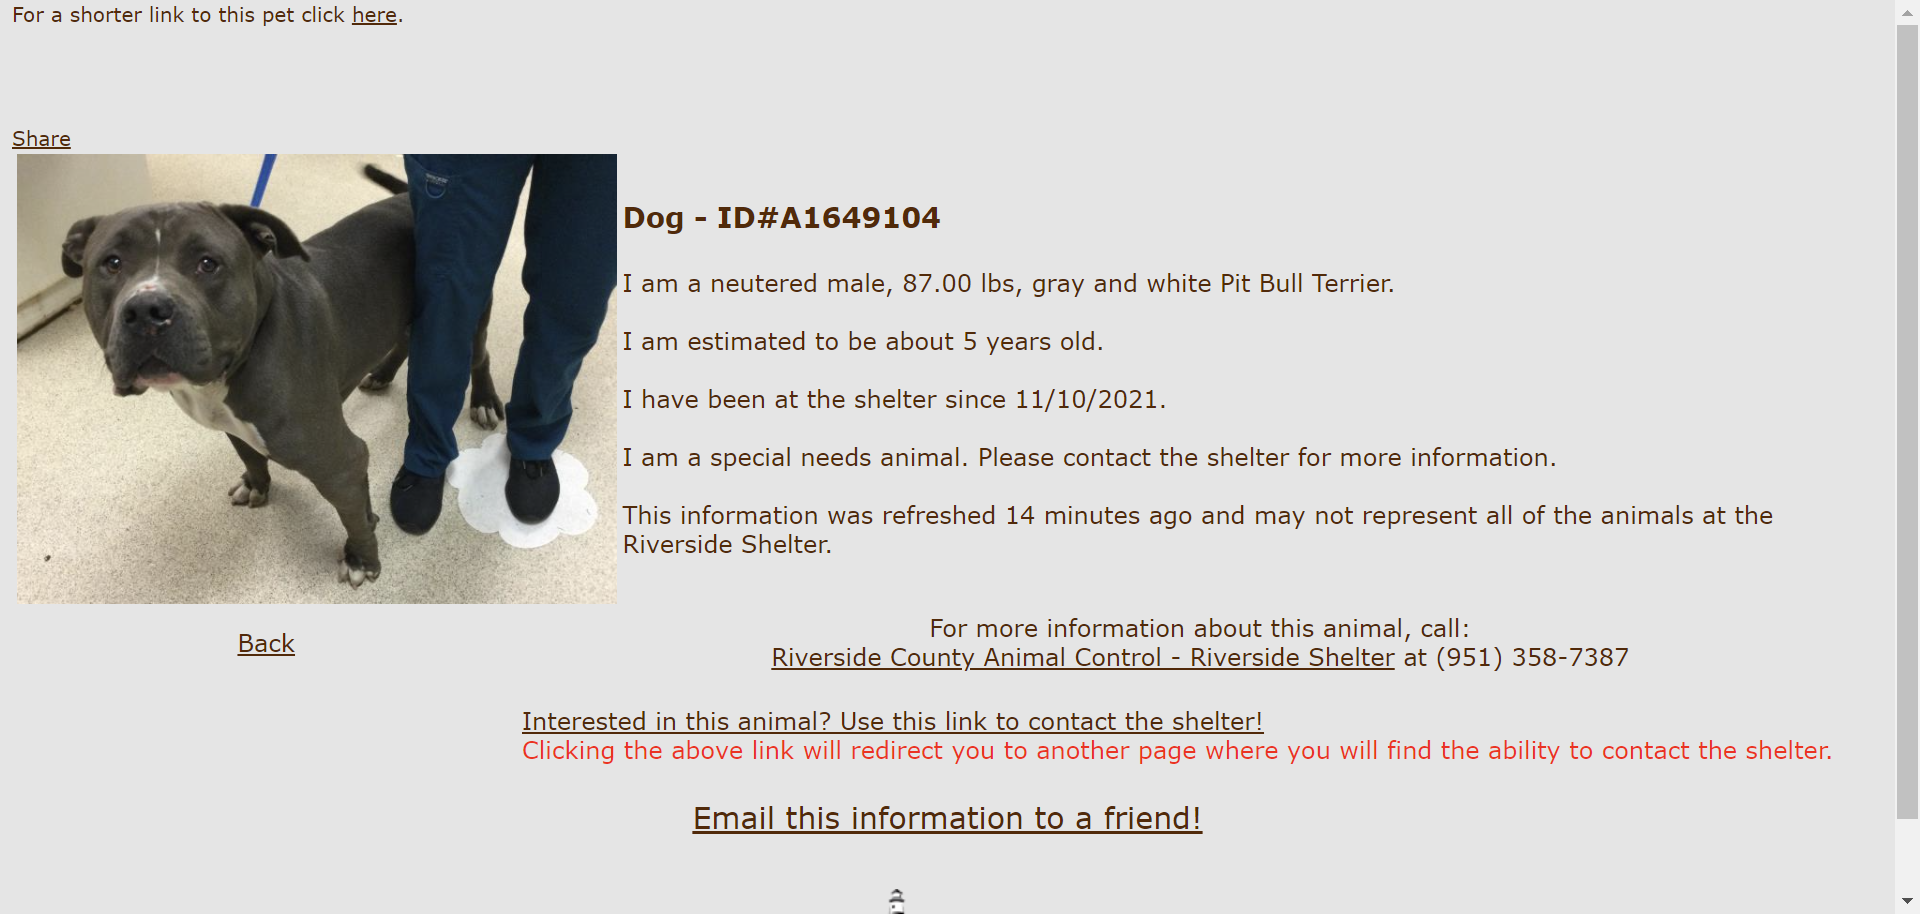 For a shorter link to this pet click here.
Share
Dog - ID#A1649104
I am a neutered male, 87.00 lbs, gray and white Pit Bull Terrier.
I am estimated to be about 5 years old.
I have been at the shelter since 11/10/2021.
I am a special needs animal. Please contact the shelter for more information.
This information was refreshed 14 minutes ago and may not represent all of the animals at the
Riverside Shelter.
Back
For more information about this animal, call:
Riverside County Animal Control - Riverside Shelter at (951) 358-7387
Interested in this animal? Use this link to contact the shelter!
Clicking the above link will redirect you to another page where you will find the ability to contact the shelter.
Email this information to a friend!